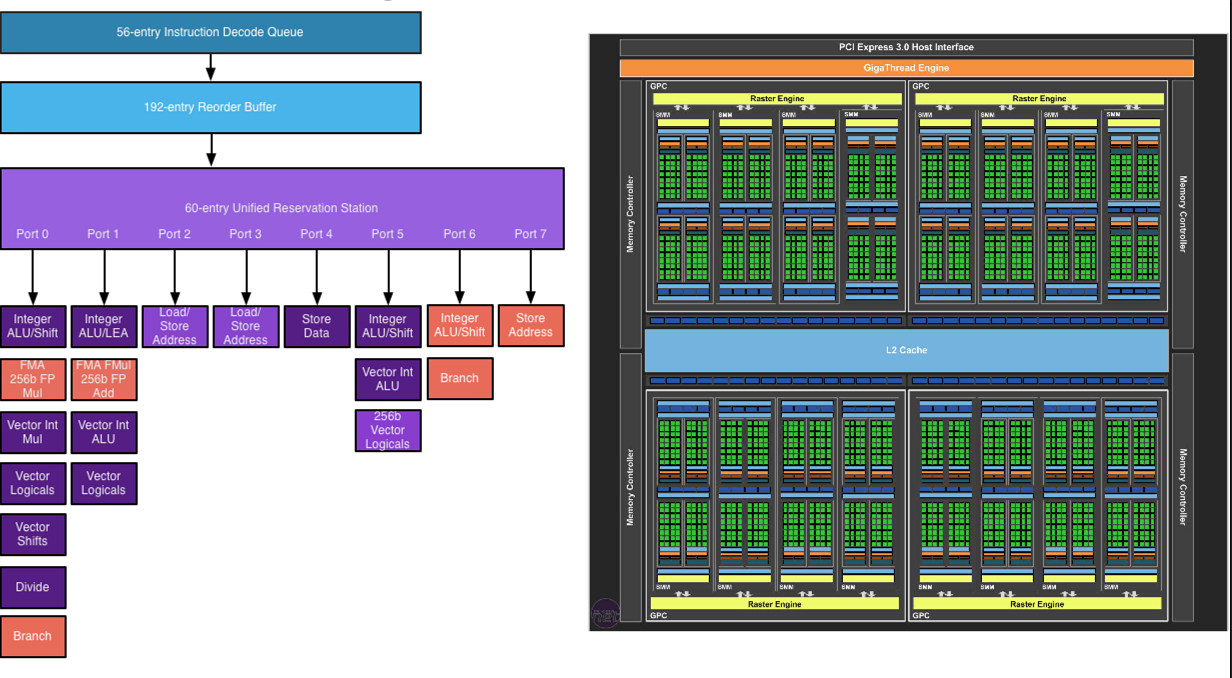 56-entry Instruction Decode Queue
192-entry Reorder Buffer
60-entry Unified Reservation Station
Port 0 Port 1 Port 2 Port 3 Port 4 Port 5 Port 6 Port 7
Integer
ALU/Shift
Integer
ALU/LEA
Load/
Store
Address
Load/
Store
Address
Store
Data
Integer
ALU/Shift
Integer
ALU/Shift
Store
Address
FMA
256b FP
Mul
FMA FMul
256b FP
Add
Vector Int
ALU
Branch
Vector Int
Mul
Vector Int
ALU
256b
Vector
Logicals
Vector
Logicals
Vector
Logicals
Vector
Shifts
Divide
Branch
PCI Express 3.0 Host Interface
GigaThread Engine
GPC
Raster Engine
SMM SMM SMM SMM
GPC
Raster Engine
SMM SMM SMM SMM
Memory Controller
Memory Controller
L2 Cache
Memory Controller
Memory Controller
SMM SMM SMM SMM
Raster Engine
GPC
SMM SMM SMM SMM
Raster Engine
GPC